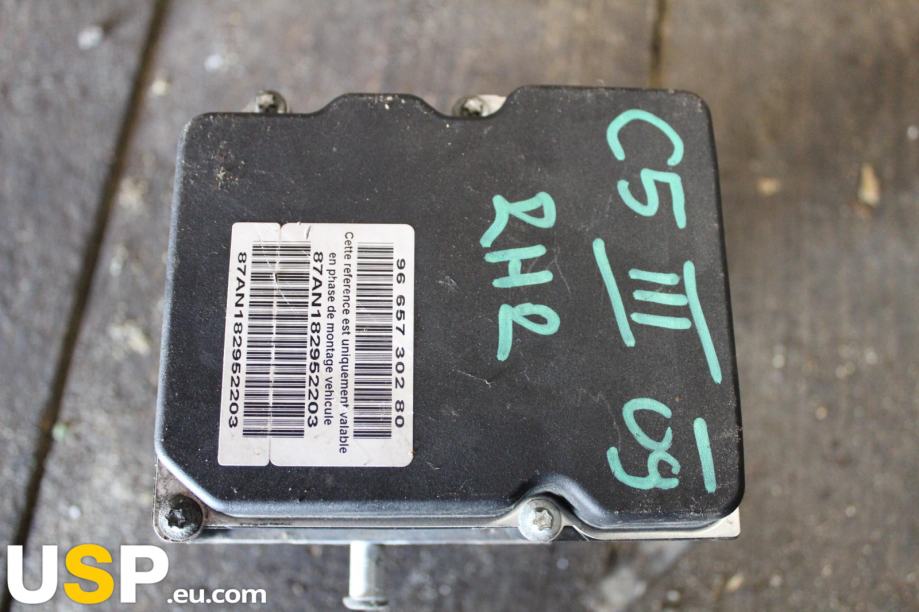 C5 III 09
RHR
96 657 302 80
Cette reference est uniquement valable
en phase de montage vehicule
87AN182952203
87AN182952203
USP.eu.com